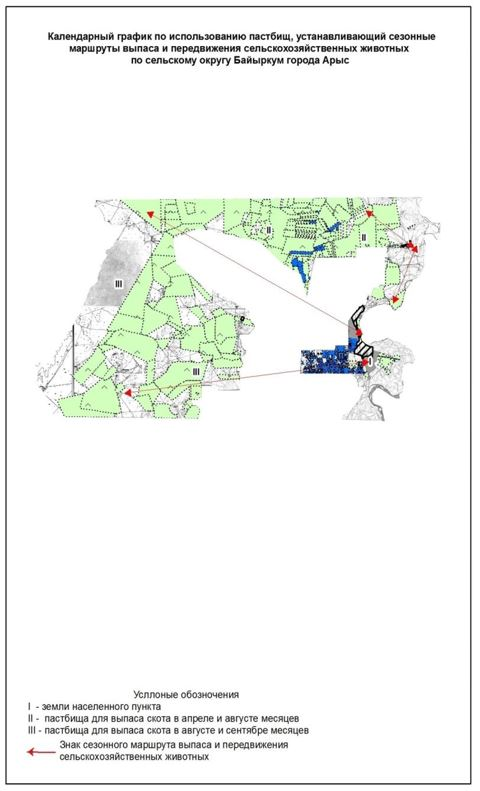 Календарный график по использованию пастбищ, устанавливающий сезонные
маршруты выпаса и передвижения сельскохозяйственных животных
по сельскому округу Байыркум города Арыс
II
II
III
III
I
Усллоные обозночения
I - земли населенного пункта
II - пастбища для выпаса скота в апреле и августе месяцев
III - пастбища для выпаса скота в августе и сентябре месяцев
Знак сезонного маршрута выпаса и передвижения
сельскохозяйственных животных